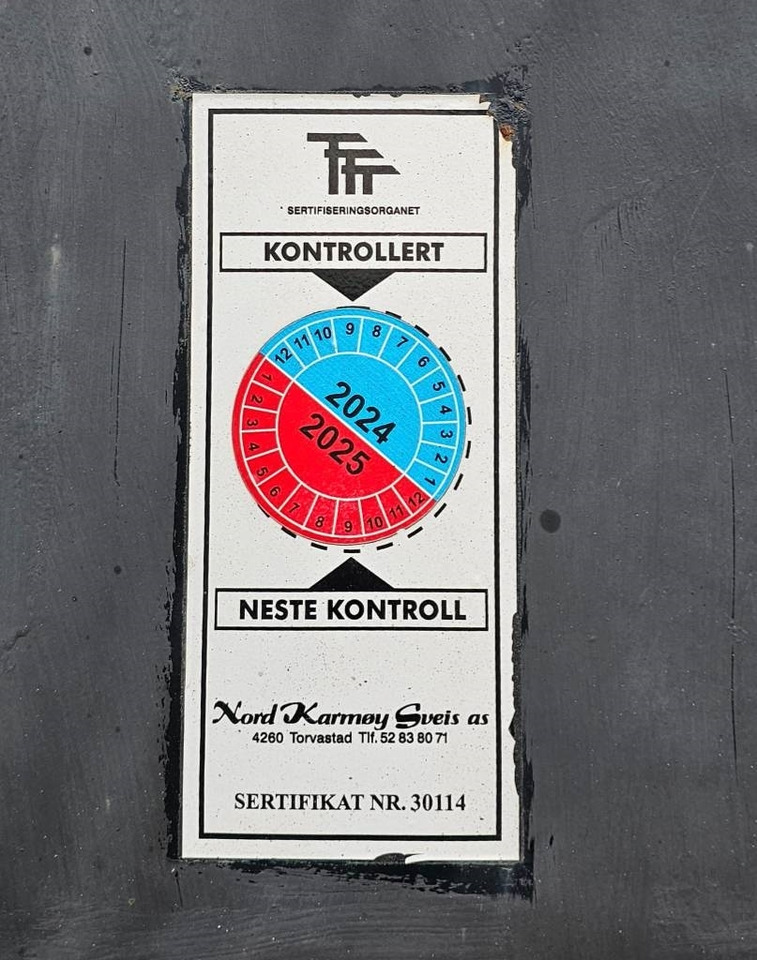 TFFT
SERTIFISERINGSORGANET
KONTROLLERT
12 11 10 9 8 7 6 5 4 3 2 1
2024
2025
1 2 3 4 5 6 7 8 9 10 11 12
NESTE KONTROLL
Nord Karmøy Sveis as
4260 Torvastad Tlf. 52 83 80 71
SERTIFIKAT NR. 30114